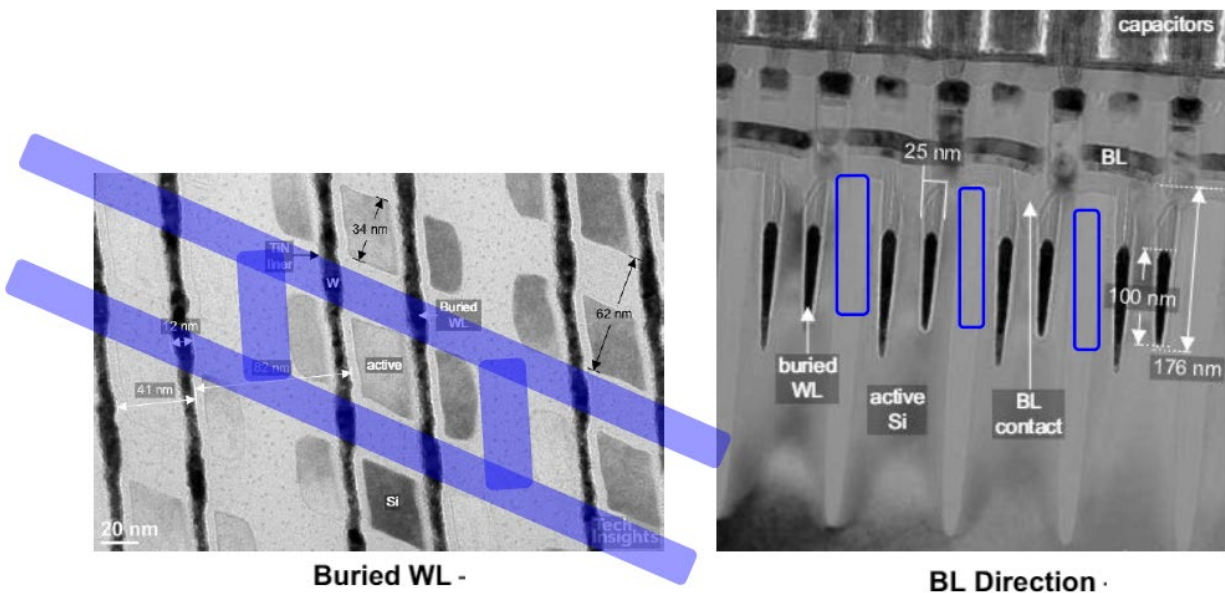 capacitors
25 nm
BL
100 nm
176 nm
buried
WL
active
Si
BL
contact
34 nm
TiN
liner
W
Buried
WL
62 nm
12 nm
82 nm
41 nm
active
Si
20 nm
Tech
Insights
Buried WL -
BL Direction .